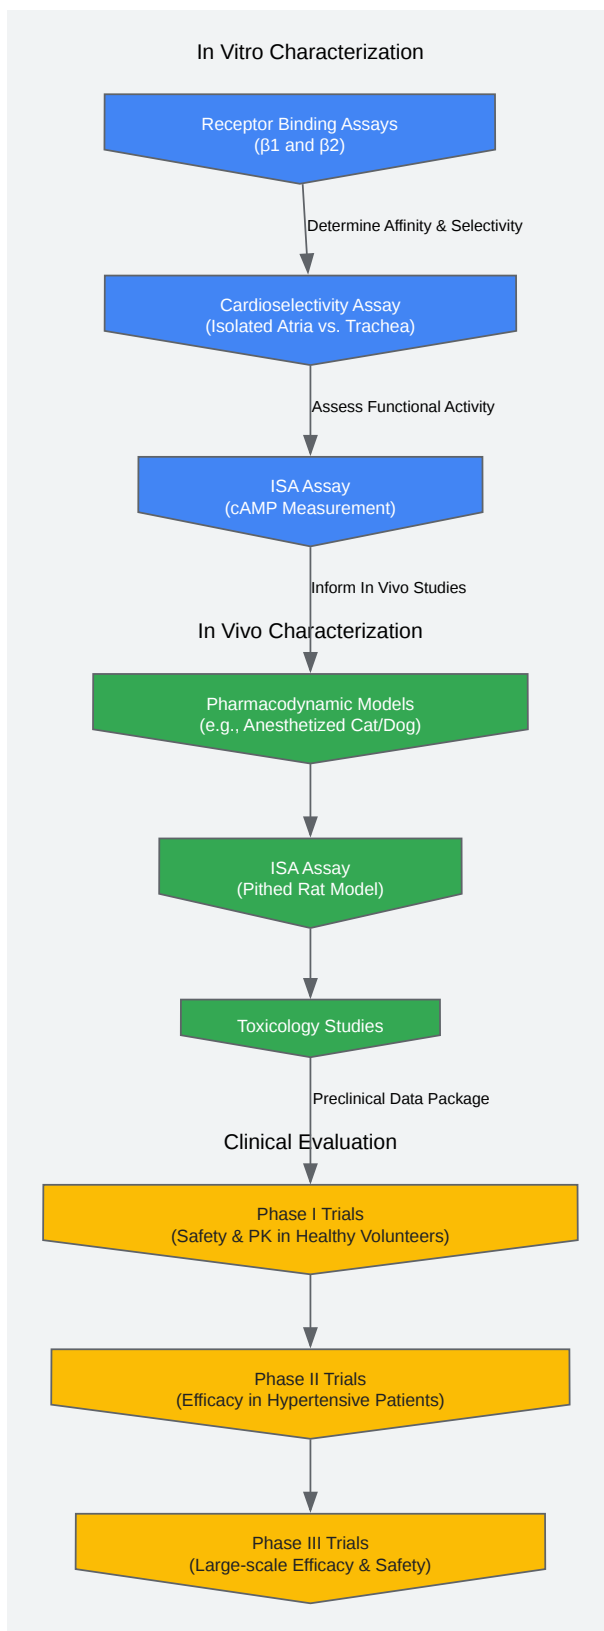 In Vitro Characterization
Receptor Binding Assays
(β1 and β2)
Determine Affinity & Selectivity
Cardioselectivity Assay
(Isolated Atria vs. Trachea)
Assess Functional Activity
ISA Assay
(cAMP Measurement)
Inform In Vivo Studies
In Vivo Characterization
Pharmacodynamic Models
(e.g., Anesthetized Cat/Dog)
ISA Assay
(Pithed Rat Model)
Toxicology Studies
Preclinical Data Package
Clinical Evaluation
Phase I Trials
(Safety & PK in Healthy Volunteers)
Phase II Trials
(Efficacy in Hypertensive Patients)
Phase III Trials
(Large-scale Efficacy & Safety)